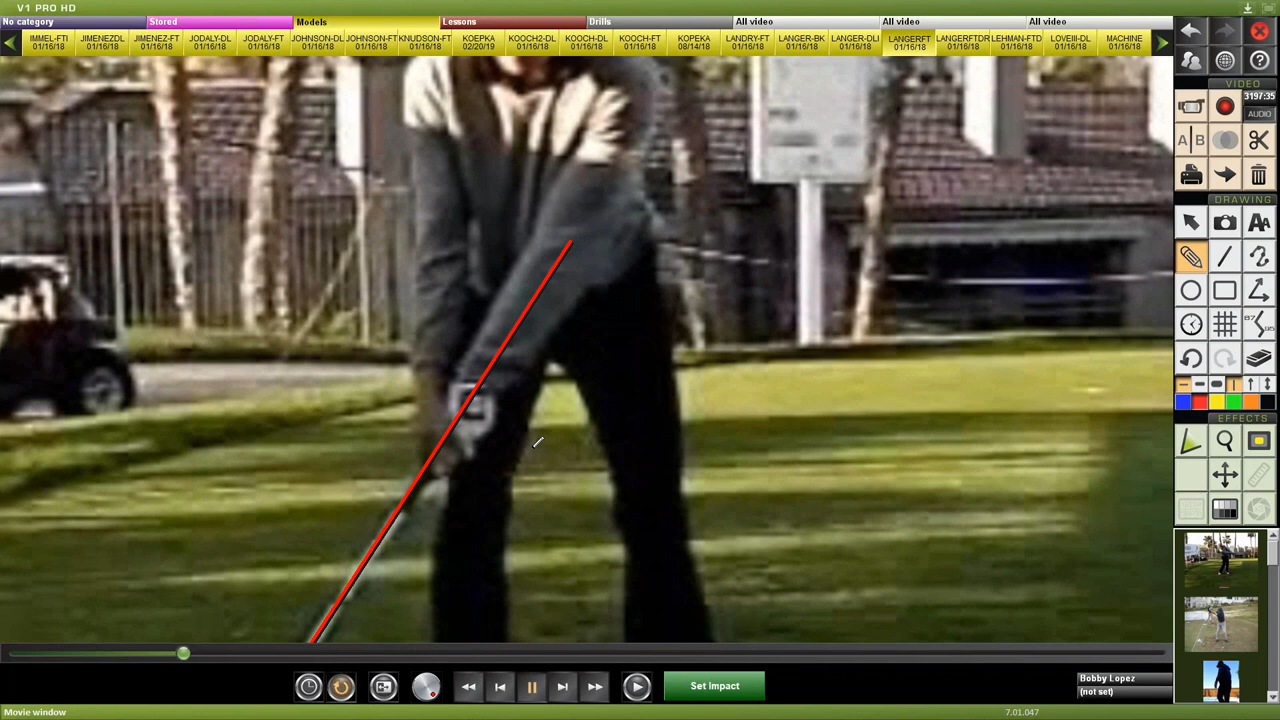 V1 PRO HD
No category Stored Models Lessons Drills All video All video All video
IMMEL-FTI JIMENEZDL JIMENEZ-FT JODALY-DL JODALY-FT JOHNSON-DL JOHNSON-FT KNUDSON-FT KOEPKA KOOCH2-DL KOOCH-DL KOOCH-FT KOPEKA LANDRY-FT LANGER-BK LANGER-DLI LANGERFT LANGERFTDR LEHMAN-FTD LOVEIII-DL MACHINE
01/16/18 01/16/18 01/16/18 01/16/18 01/16/18 01/16/18 01/16/18 01/16/18 02/20/19 01/16/18 01/16/18 01/16/18 08/14/18 01/16/18 01/16/18 01/16/18 01/16/18 01/16/18 01/16/18 01/16/18 01/16/18
VIDEO
3197:35
AUDIO
A B
DRAWING
AA
EFFECTS
Set Impact
Bobby Lopez
(not set)
Movie window
7.01.047